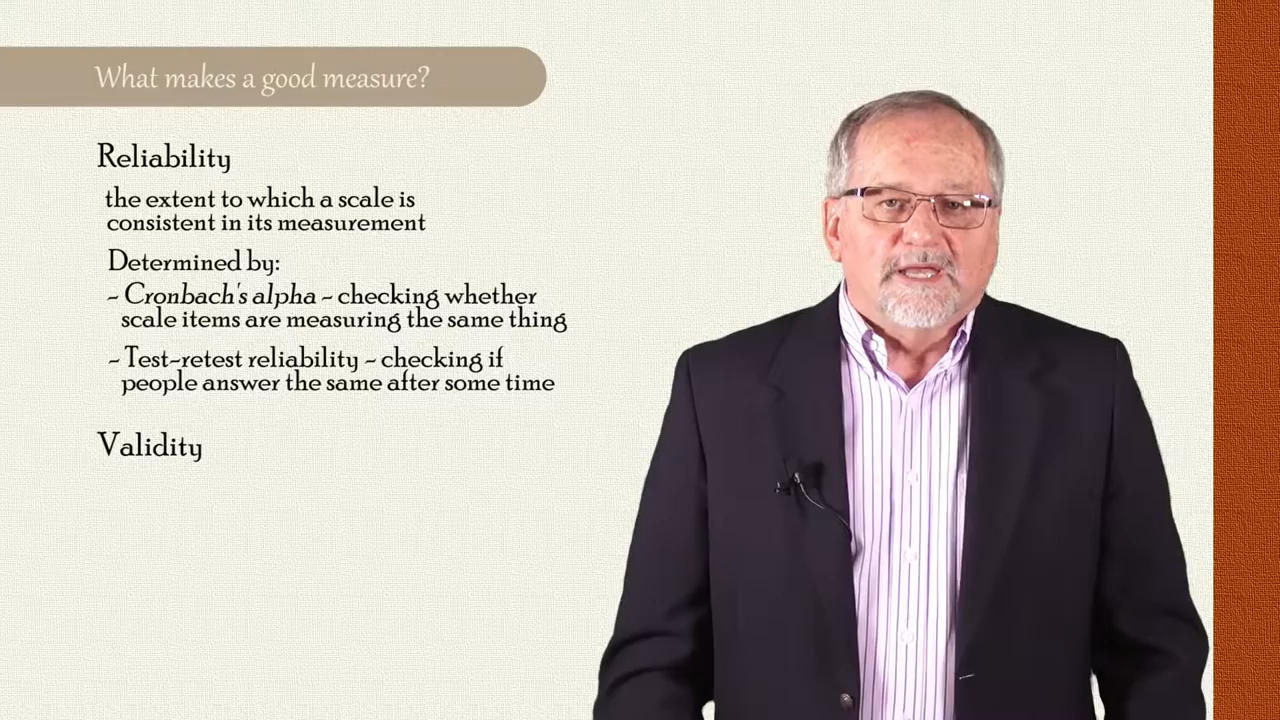 What makes a good measure?
Reliability
the extent to which a scale is
consistent in its measurement
Determined by:
- Cronbach's alpha - checking whether
scale items are measuring the same thing
- Test-retest reliability - checking if
people answer the same after some time
Validity